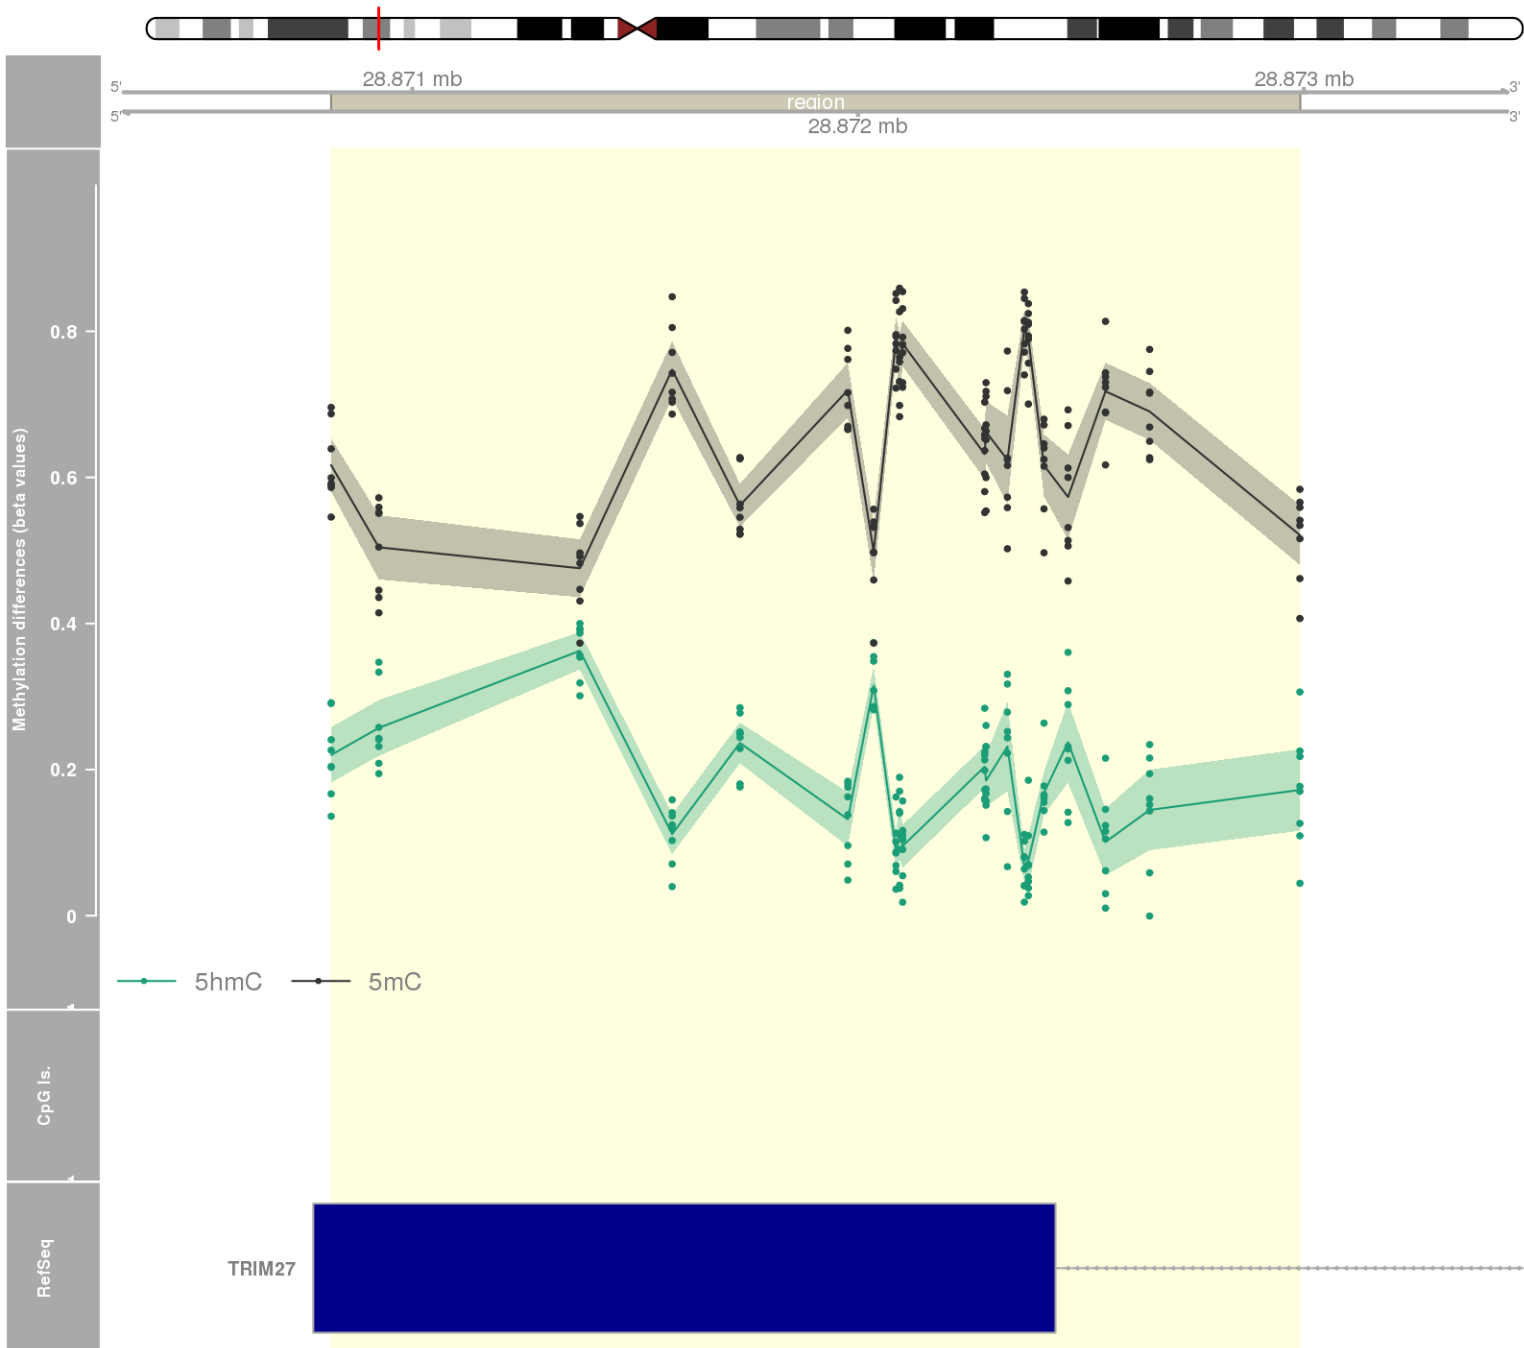 28.871 mb
28.873 mb
5'
3'
region
5'
3'
28.872 mb
Methylation differences (beta values)
0.8
0.6
0.4
0.2
0
5hmC
5mC
CpG Is.
RefSeq
TRIM27